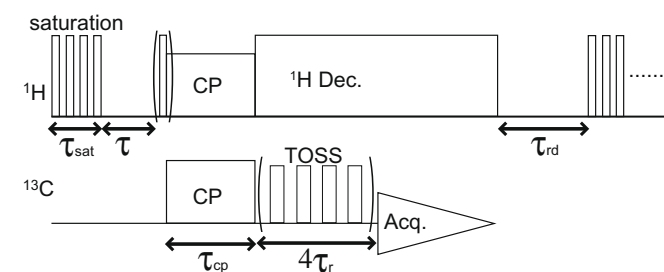 saturation
¹H
CP
¹H Dec.
......
τsat
τ
τrd
TOSS
¹³C
CP
Acq.
τcp
4τr